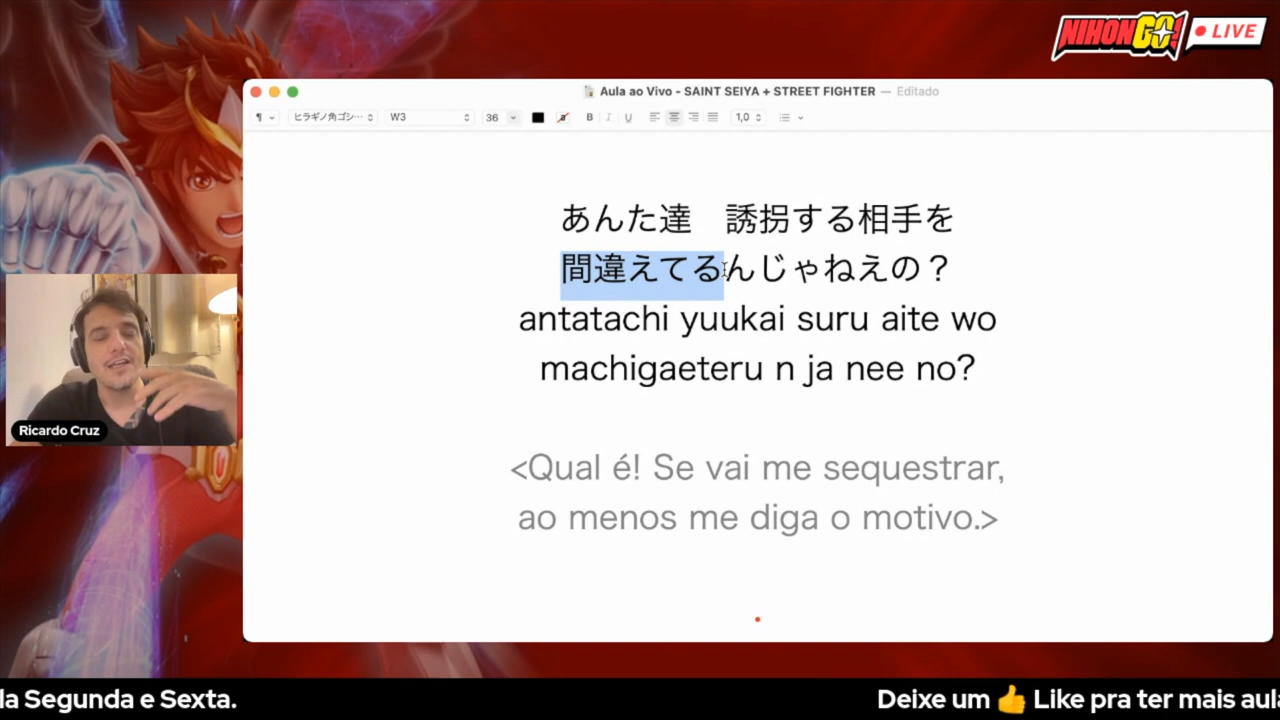 NIHONGO! LIVE
Aula ao Vivo - SAINT SEIYA + STREET FIGHTER — Editado
¶ ヒラギノ角ゴシ… W3 36 a B I U 1,0
あんた達　誘拐する相手を
間違えてるんじゃねえの？
antatachi yuukai suru aite wo
machigaeteru n ja nee no?
<Qual é! Se vai me sequestrar,
ao menos me diga o motivo.>
Ricardo Cruz
da Segunda e Sexta.
Deixe um 👍 Like pra ter mais aula